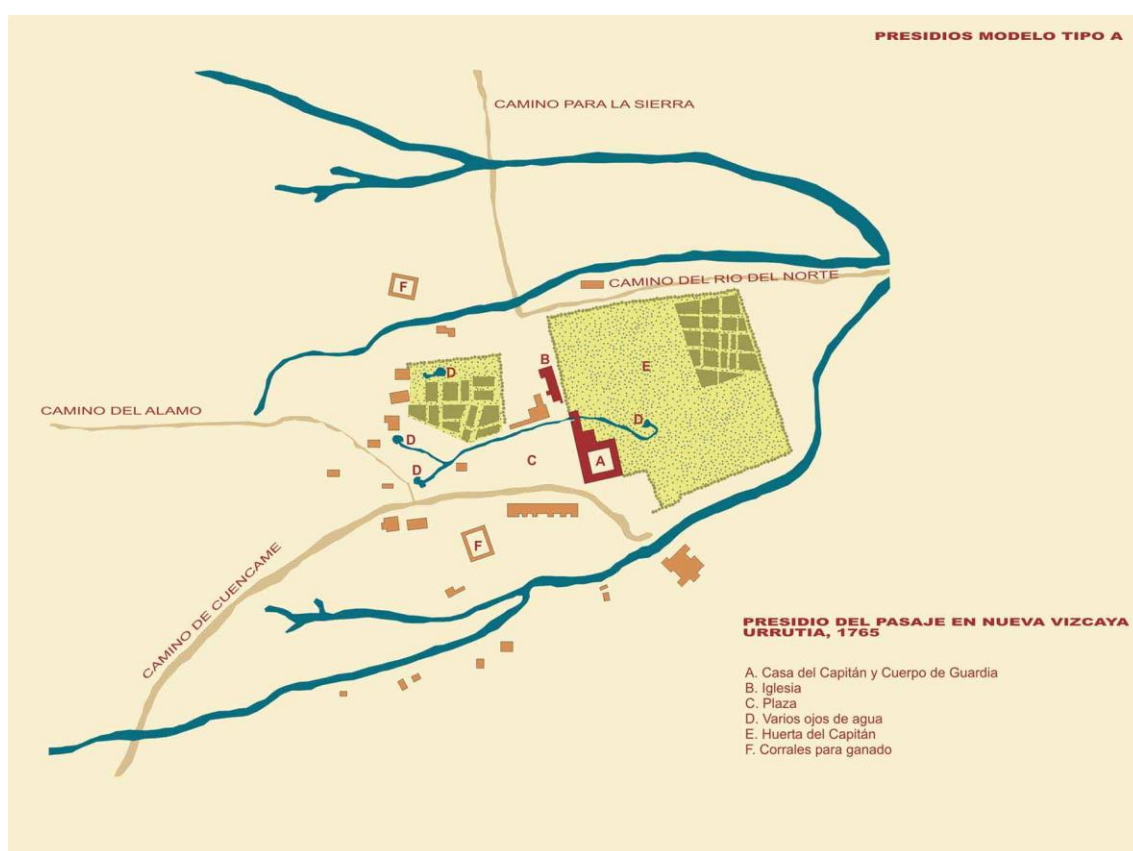 PRESIDIOS MODELO TIPO A
CAMINO PARA LA SIERRA
CAMINO DEL RIO DEL NORTE
F
B
E
D
CAMINO DEL ALAMO
D
D
D
C
A
F
CAMINO DE CUENCAME
PRESIDIO DEL PASAJE EN NUEVA VIZCAYA
URRUTIA, 1765
A. Casa del Capitán y Cuerpo de Guardia
B. Iglesia
C. Plaza
D. Varios ojos de agua
E. Huerta del Capitán
F. Corrales para ganado